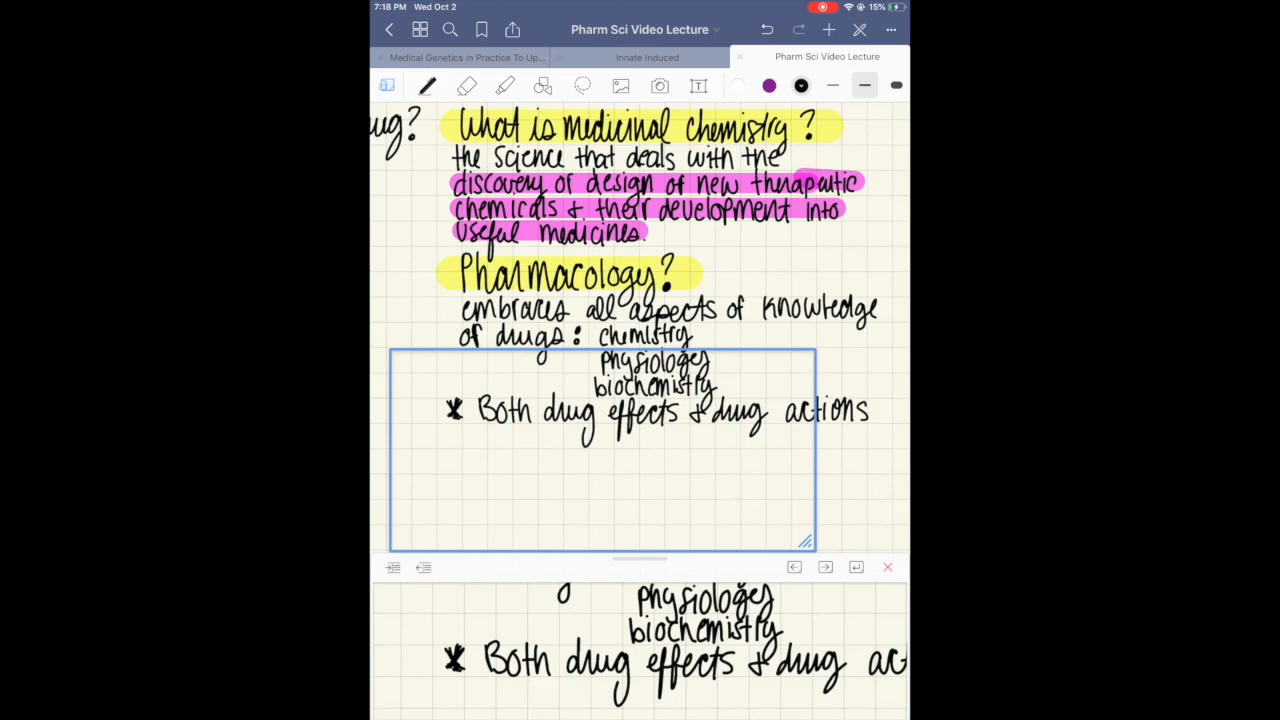 7:18 PM Wed Oct 2
15%
Pharm Sci Video Lecture
Medical Genetics in Practice To Up...
Innate Induced
Pharm Sci Video Lecture
ug?
What is medicinal chemistry?
the science that deals with the
discovery or design of new therapeutic
chemicals & their development into
useful medicines.
Pharmacology?
embraces all aspects of knowledge
of drugs: chemistry
physiology
biochemistry
* Both drug effects & drug actions
physiology
biochemistry
* Both drug effects & drug ac